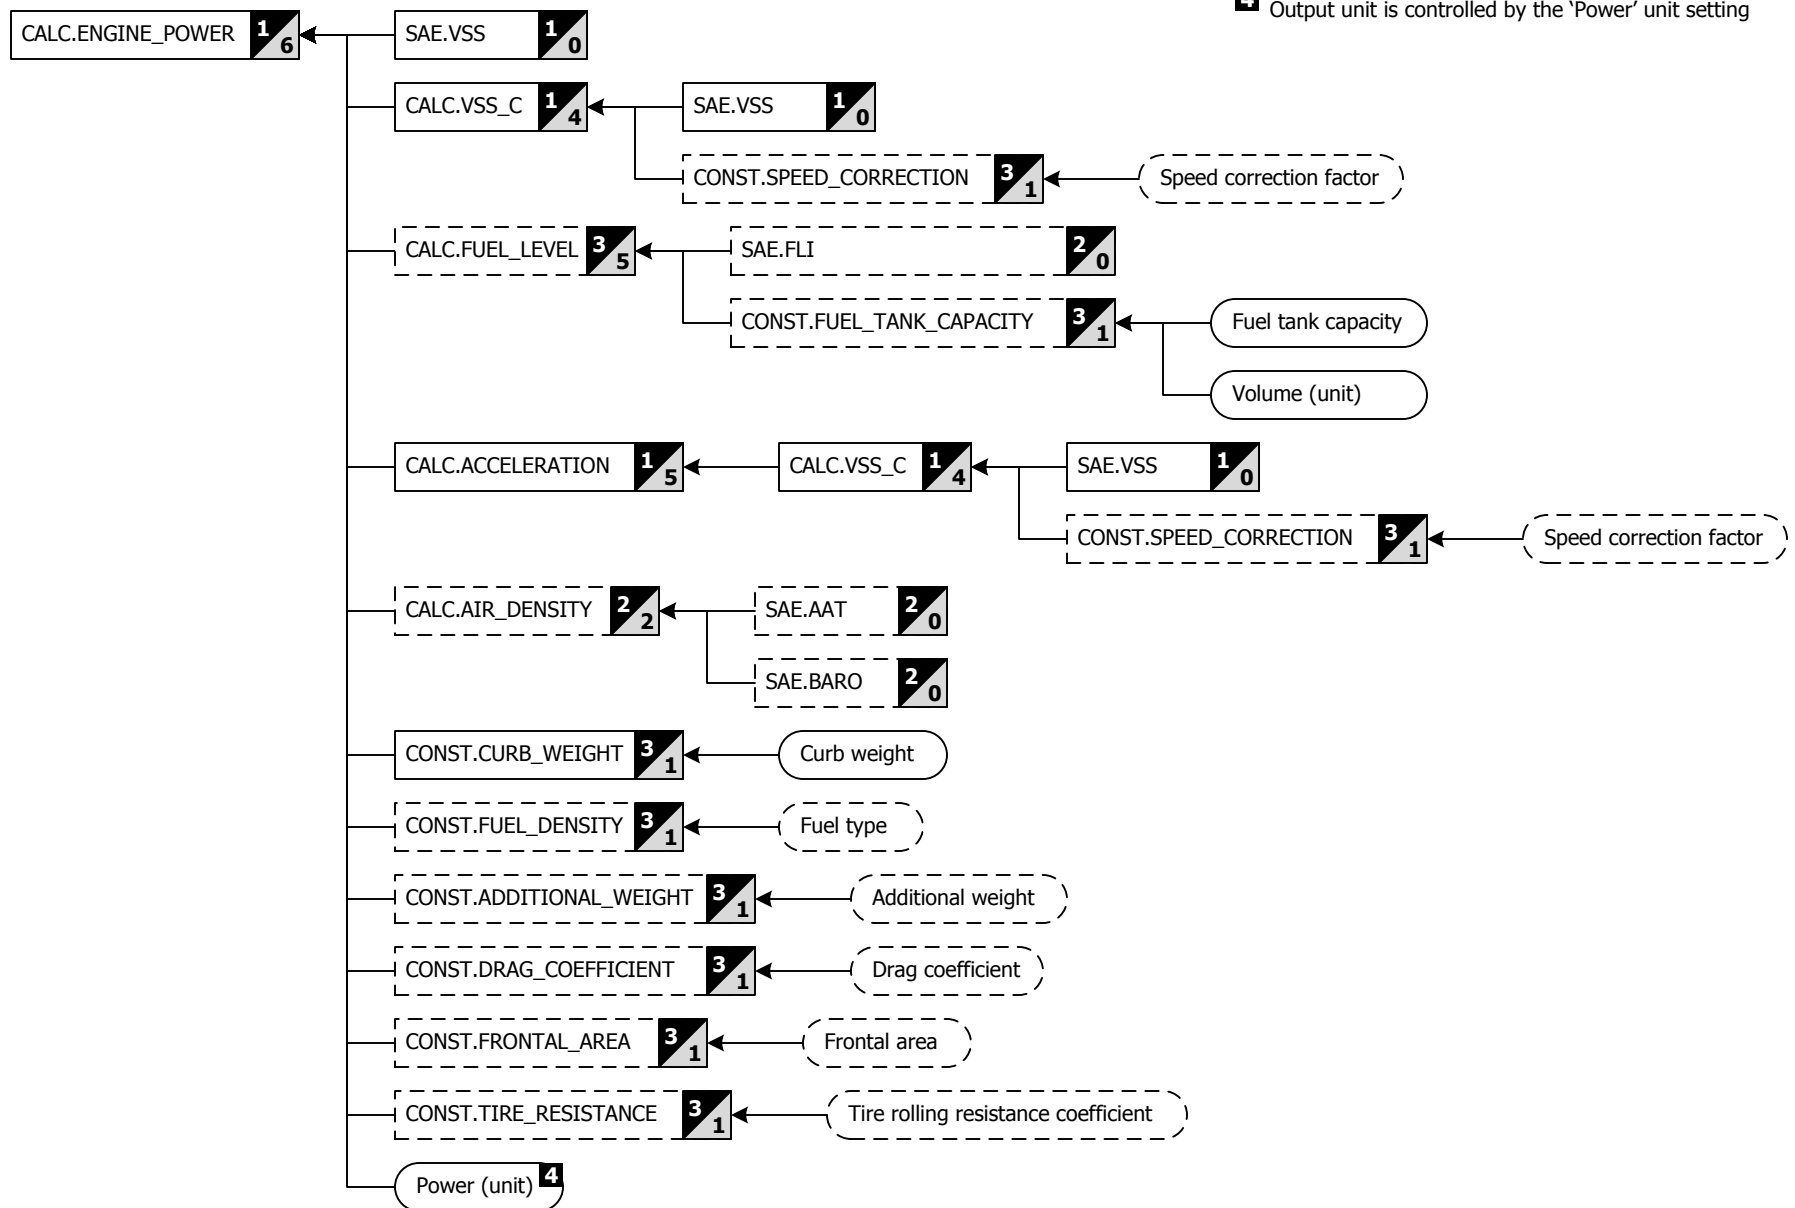 4 Output unit is controlled by the ‘Power’ unit setting
CALC.ENGINE_POWER 1 6 SAE.VSS 1 0
CALC.VSS_C 1 4 SAE.VSS 1 0
CONST.SPEED_CORRECTION 3 1 Speed correction factor
CALC.FUEL_LEVEL 3 5 SAE.FLI 2 0
CONST.FUEL_TANK_CAPACITY 3 1 Fuel tank capacity
Volume (unit)
CALC.ACCELERATION 1 5 CALC.VSS_C 1 4 SAE.VSS 1 0
CONST.SPEED_CORRECTION 3 1 Speed correction factor
CALC.AIR_DENSITY 2 2 SAE.AAT 2 0
SAE.BARO 2 0
CONST.CURB_WEIGHT 3 1 Curb weight
CONST.FUEL_DENSITY 3 1 Fuel type
CONST.ADDITIONAL_WEIGHT 3 1 Additional weight
CONST.DRAG_COEFFICIENT 3 1 Drag coefficient
CONST.FRONTAL_AREA 3 1 Frontal area
CONST.TIRE_RESISTANCE 3 1 Tire rolling resistance coefficient
Power (unit) 4